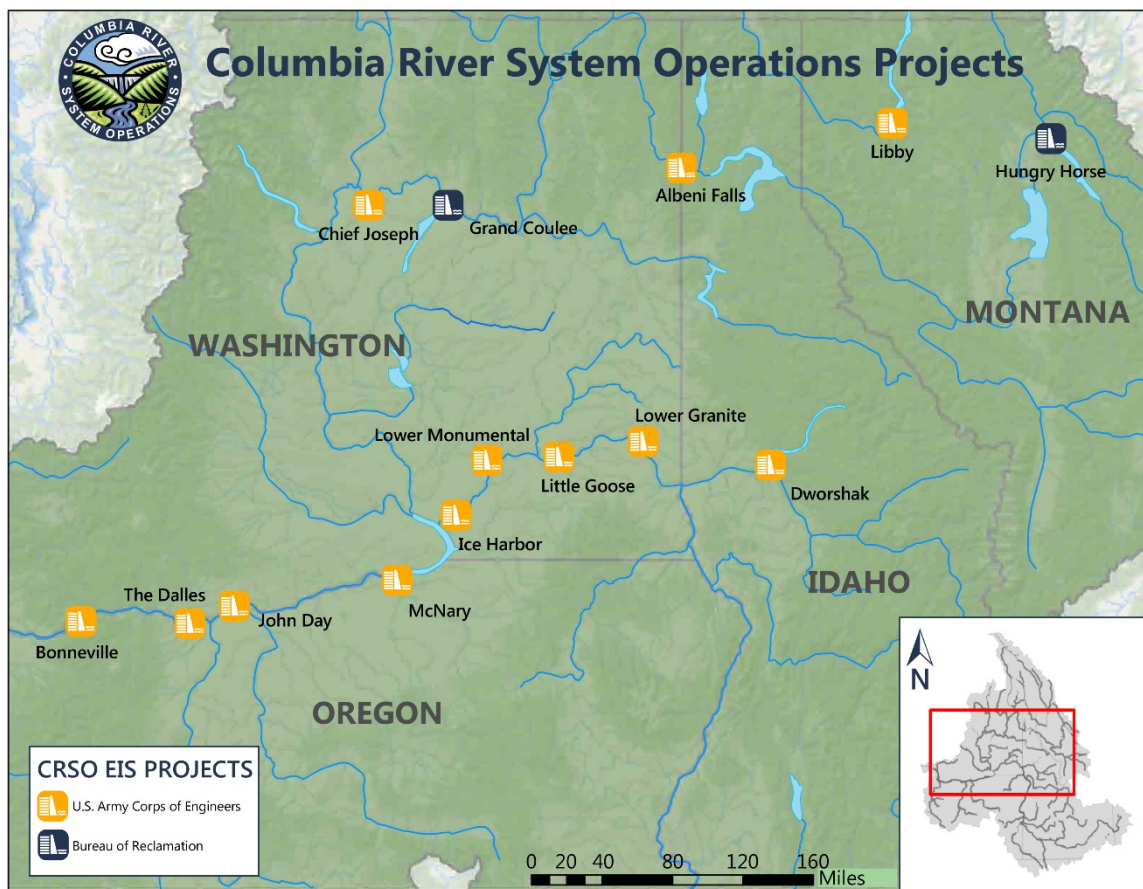 COLUMBIA RIVER
SYSTEM OPERATIONS
Columbia River System Operations Projects
Libby
Hungry Horse
Albeni Falls
Chief Joseph
Grand Coulee
MONTANA
WASHINGTON
Lower Granite
Lower Monumental
Little Goose
Dworshak
Ice Harbor
IDAHO
McNary
The Dalles
John Day
Bonneville
OREGON
N
CRSO EIS PROJECTS
U.S. Army Corps of Engineers
Bureau of Reclamation
0 20 40 80 120 160
Miles